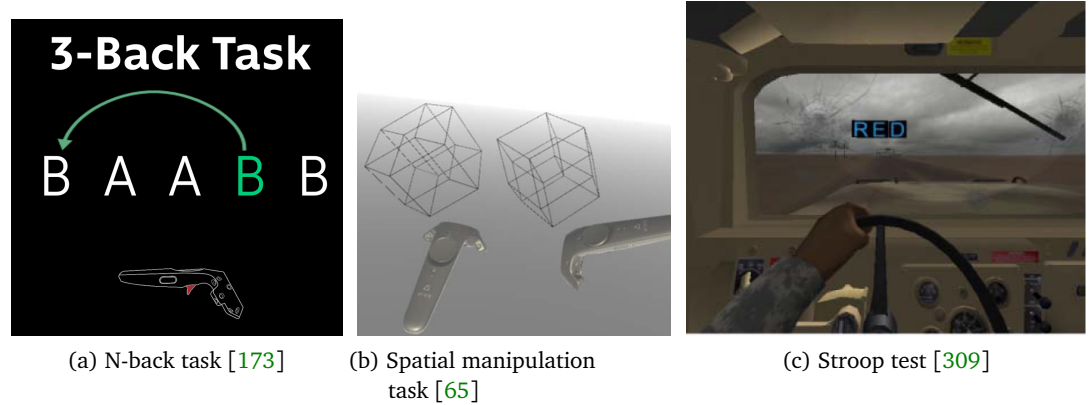 3-Back Task
B A A B B
RED
(a) N-back task [173]
(b) Spatial manipulation
task [65]
(c) Stroop test [309]